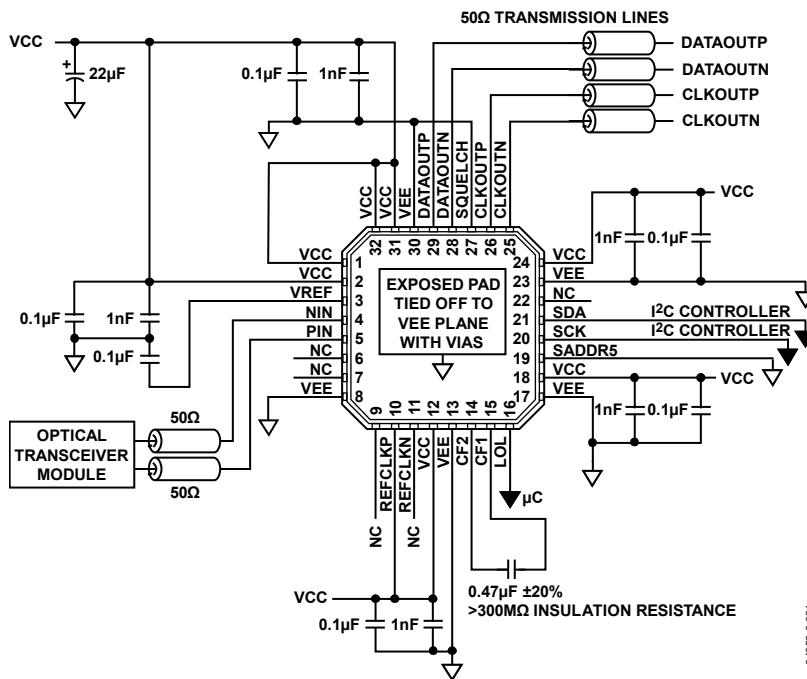 50Ω TRANSMISSION LINES
VCC
+
22µF
0.1µF
1nF
DATAOUTP
DATAOUTN
CLKOUTP
CLKOUTN
VCC
VCC
VEE
DATAOUTP
DATAOUTN
SQUELCH
CLKOUTP
CLKOUTN
32
31
30
29
28
27
26
25
VCC
VCC
VREF
NIN
PIN
NC
NC
VEE
1
2
3
4
5
6
7
8
EXPOSED PAD
TIED OFF TO
VEE PLANE
WITH VIAS
24
23
22
21
20
19
18
17
VCC
VEE
NC
SDA
SCK
SADDR5
VCC
VEE
VCC
1nF
0.1µF
I²C CONTROLLER
I²C CONTROLLER
VCC
1nF
0.1µF
0.1µF
1nF
0.1µF
50Ω
OPTICAL
TRANSCEIVER
MODULE
50Ω
9
10
11
12
13
14
15
16
NC
REFCLKP
REFCLKN
NC
VCC
VEE
CF2
CF1
LOL
µC
VCC
0.1µF
1nF
0.47µF ±20%
>300MΩ INSULATION RESISTANCE